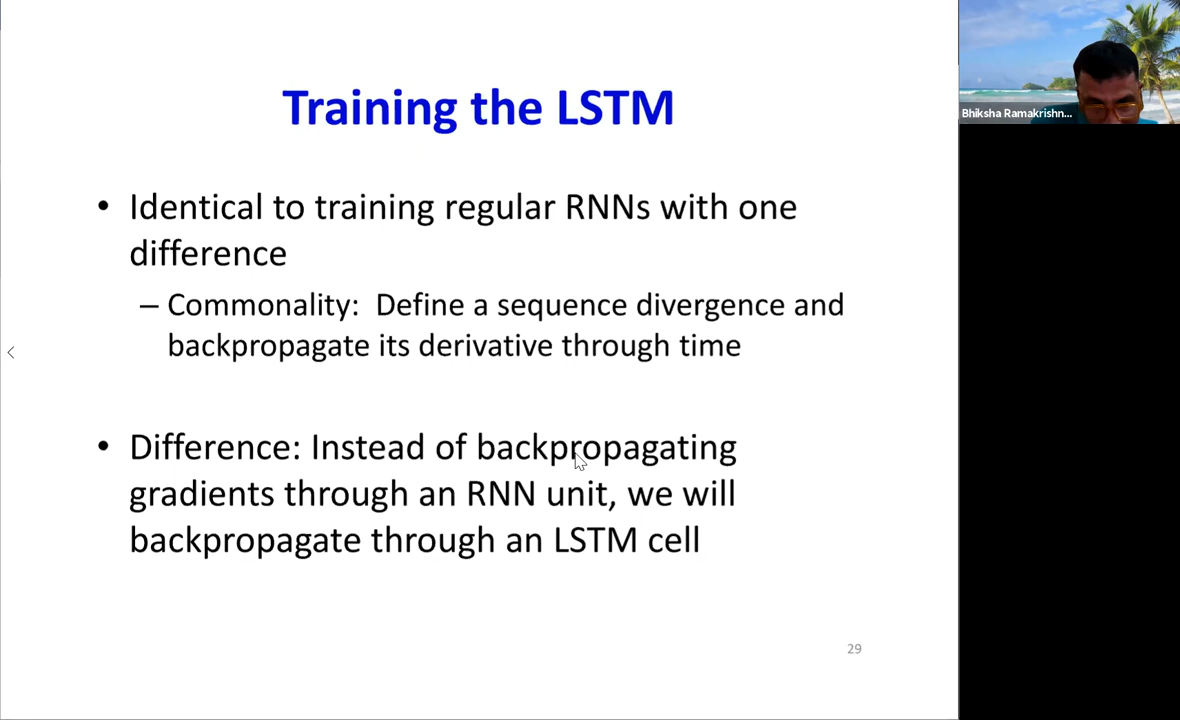 Training the LSTM
• Identical to training regular RNNs with one
difference
– Commonality: Define a sequence divergence and
backpropagate its derivative through time
• Difference: Instead of backpropagating
gradients through an RNN unit, we will
backpropagate through an LSTM cell
29
Bhiksha Ramakrishn...